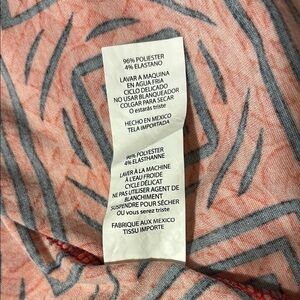 96% POLIESTER
4% ELASTANO
LAVAR A MAQUINA
EN AGUA FRIA
CICLO DELICADO
NO USAR BLANQUEADOR
COLGAR PARA SECAR
O estarás triste
HECHO EN MEXICO
TELA IMPORTADA
96% POLYESTER
4% ELASTHANNE
LAVER À LA MACHINE
À L'EAU FROIDE
CYCLE DÉLICAT
NE PAS UTILISER AGENT DE
BLANCHIMENT
SUSPENDRE POUR SÉCHER
OU vous serez triste
FABRIQUE AUX MEXICO
TISSU IMPORTE